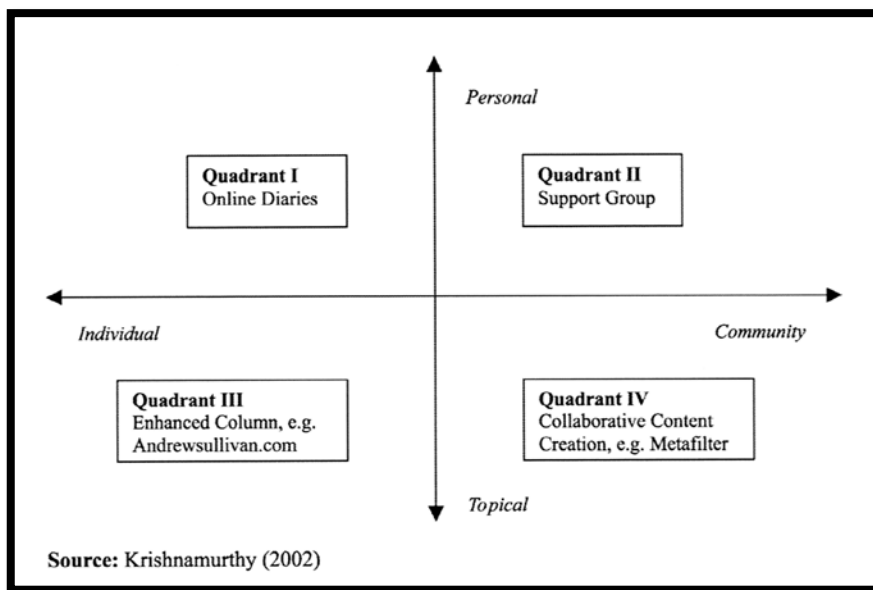 Personal
Quadrant I
Online Diaries
Quadrant II
Support Group
Individual
Community
Quadrant III
Enhanced Column, e.g.
Andrewsullivan.com
Quadrant IV
Collaborative Content
Creation, e.g. Metafilter
Topical
Source: Krishnamurthy (2002)